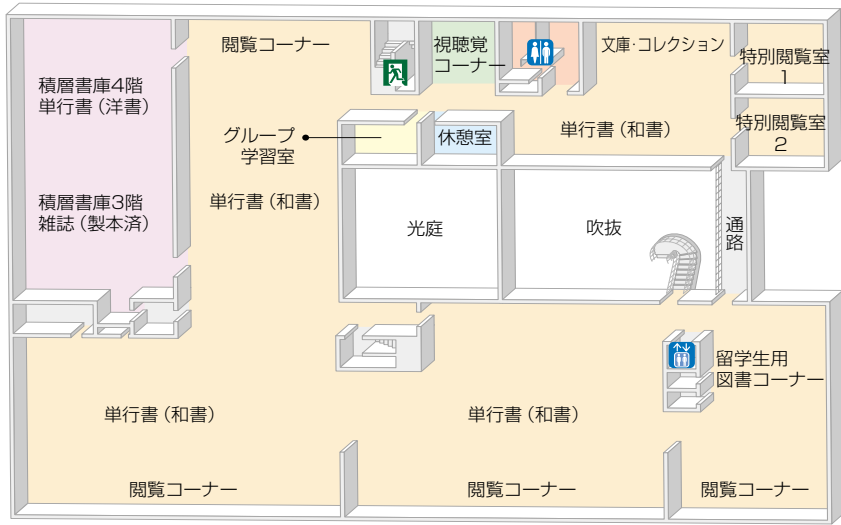 閲覧コーナー
視聴覚
コーナー
文庫・コレクション
特別閲覧室
1
積層書庫4階
単行書（洋書）
グループ
学習室
休憩室
単行書（和書）
特別閲覧室
2
積層書庫3階
雑誌（製本済）
単行書（和書）
光庭
吹抜
通路
留学生用
図書コーナー
単行書（和書）
単行書（和書）
閲覧コーナー
閲覧コーナー
閲覧コーナー